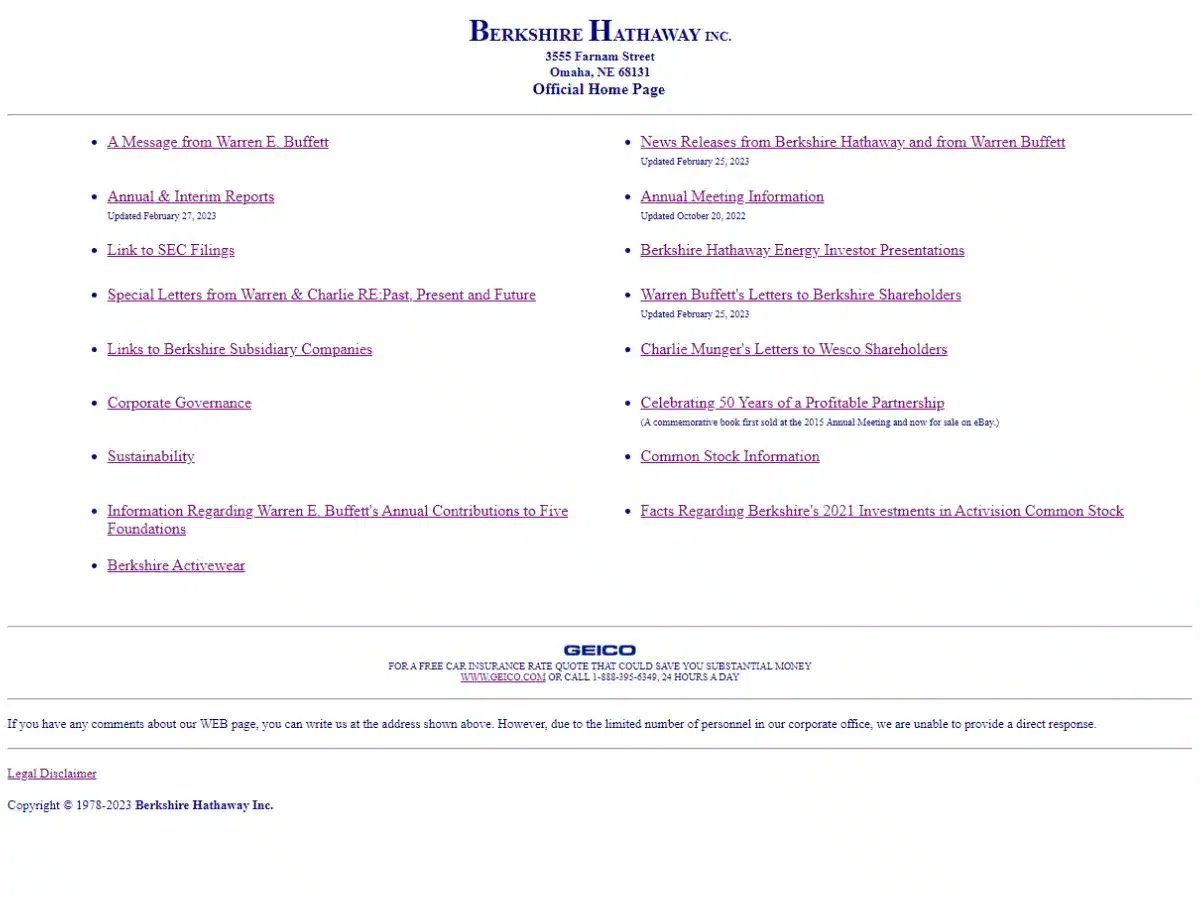 BERKSHIRE HATHAWAY INC.
3555 Farnam Street
Omaha, NE 68131
Official Home Page
A Message from Warren E. Buffett
News Releases from Berkshire Hathaway and from Warren Buffett
Updated February 25, 2023
Annual & Interim Reports
Updated February 27, 2023
Annual Meeting Information
Updated October 20, 2022
Link to SEC Filings
Berkshire Hathaway Energy Investor Presentations
Special Letters from Warren & Charlie RE:Past, Present and Future
Warren Buffett's Letters to Berkshire Shareholders
Updated February 25, 2023
Links to Berkshire Subsidiary Companies
Charlie Munger's Letters to Wesco Shareholders
Corporate Governance
Celebrating 50 Years of a Profitable Partnership
(A commemorative book first sold at the 2015 Annual Meeting and now for sale on eBay.)
Sustainability
Common Stock Information
Information Regarding Warren E. Buffett's Annual Contributions to Five
Foundations
Facts Regarding Berkshire's 2021 Investments in Activision Common Stock
Berkshire Activewear
GEICO
FOR A FREE CAR INSURANCE RATE QUOTE THAT COULD SAVE YOU SUBSTANTIAL MONEY
WWW.GEICO.COM OR CALL 1-888-395-6349, 24 HOURS A DAY
If you have any comments about our WEB page, you can write us at the address shown above. However, due to the limited number of personnel in our corporate office, we are unable to provide a direct response.
Legal Disclaimer
Copyright © 1978-2023 Berkshire Hathaway Inc.